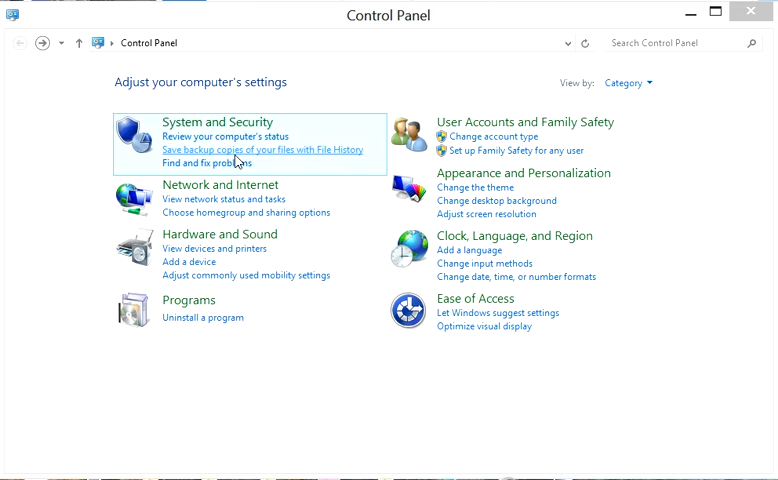 Control Panel
Control Panel
Search Control Panel
Adjust your computer's settings
View by: Category
System and Security
Review your computer's status
Save backup copies of your files with File History
Find and fix problems
Network and Internet
View network status and tasks
Choose homegroup and sharing options
Hardware and Sound
View devices and printers
Add a device
Adjust commonly used mobility settings
Programs
Uninstall a program
User Accounts and Family Safety
Change account type
Set up Family Safety for any user
Appearance and Personalization
Change the theme
Change desktop background
Adjust screen resolution
Clock, Language, and Region
Add a language
Change input methods
Change date, time, or number formats
Ease of Access
Let Windows suggest settings
Optimize visual display